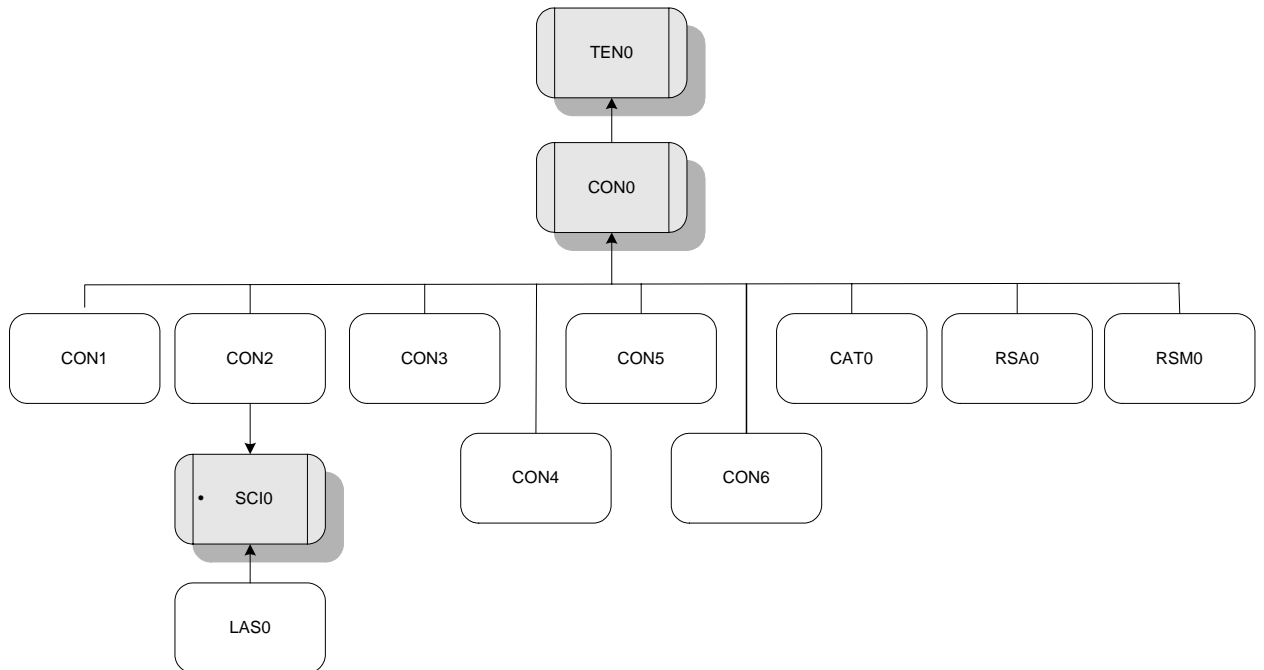 TEN0
CON0
CON1
CON2
CON3
CON5
CAT0
RSA0
RSM0
CON4
CON6
SCI0
LAS0